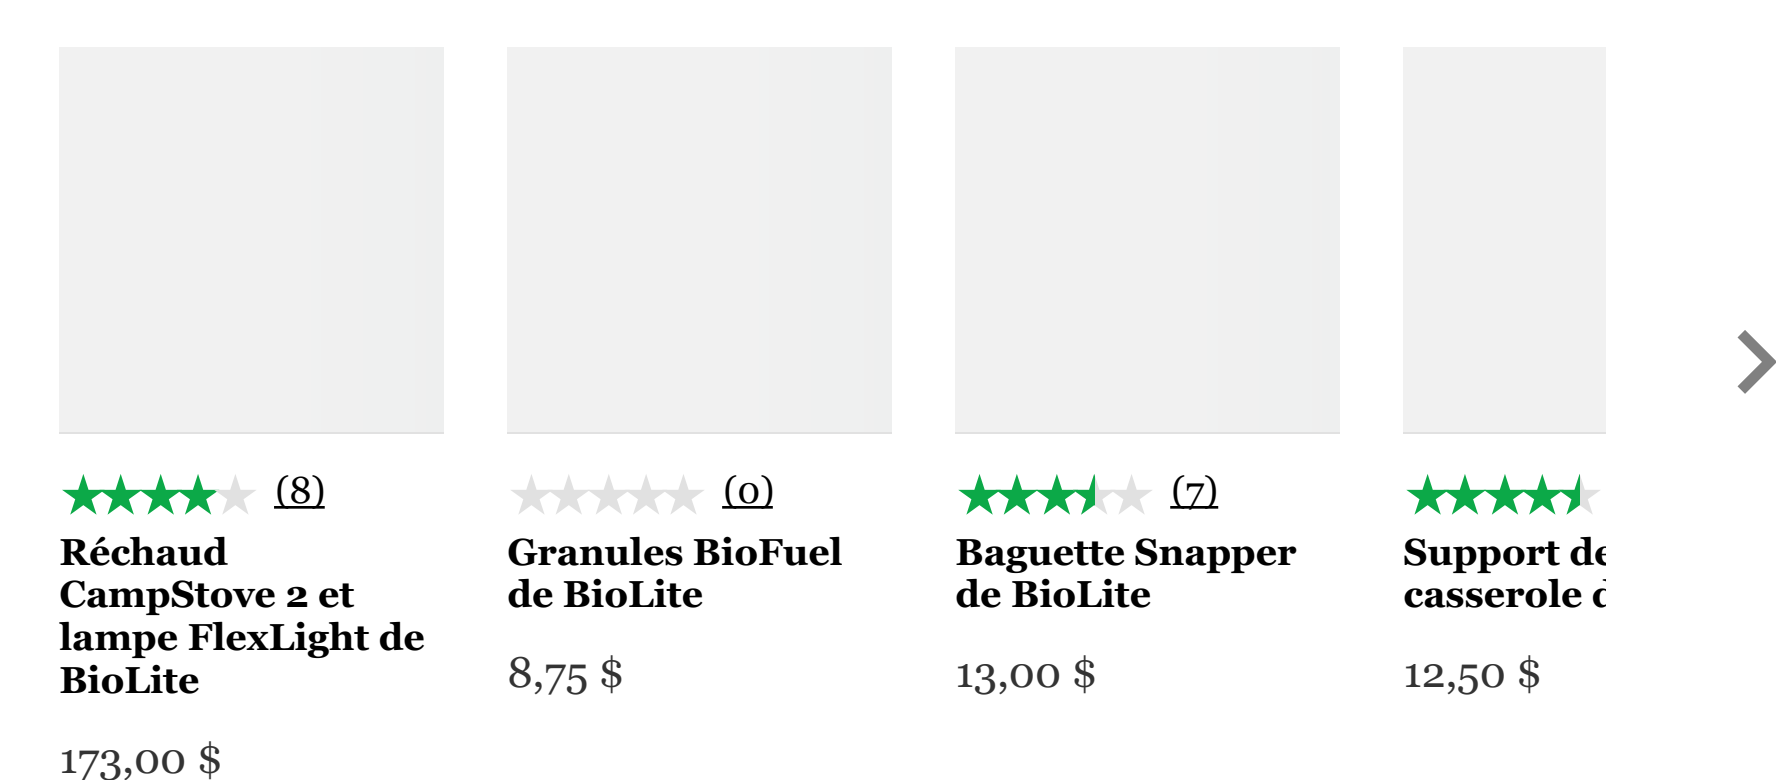 (8)
Réchaud
CampStove 2 et
lampe FlexLight de
BioLite
173,00 $
(0)
Granules BioFuel
de BioLite
8,75 $
(7)
Baguette Snapper
de BioLite
13,00 $
Support de
casserole
12,50 $